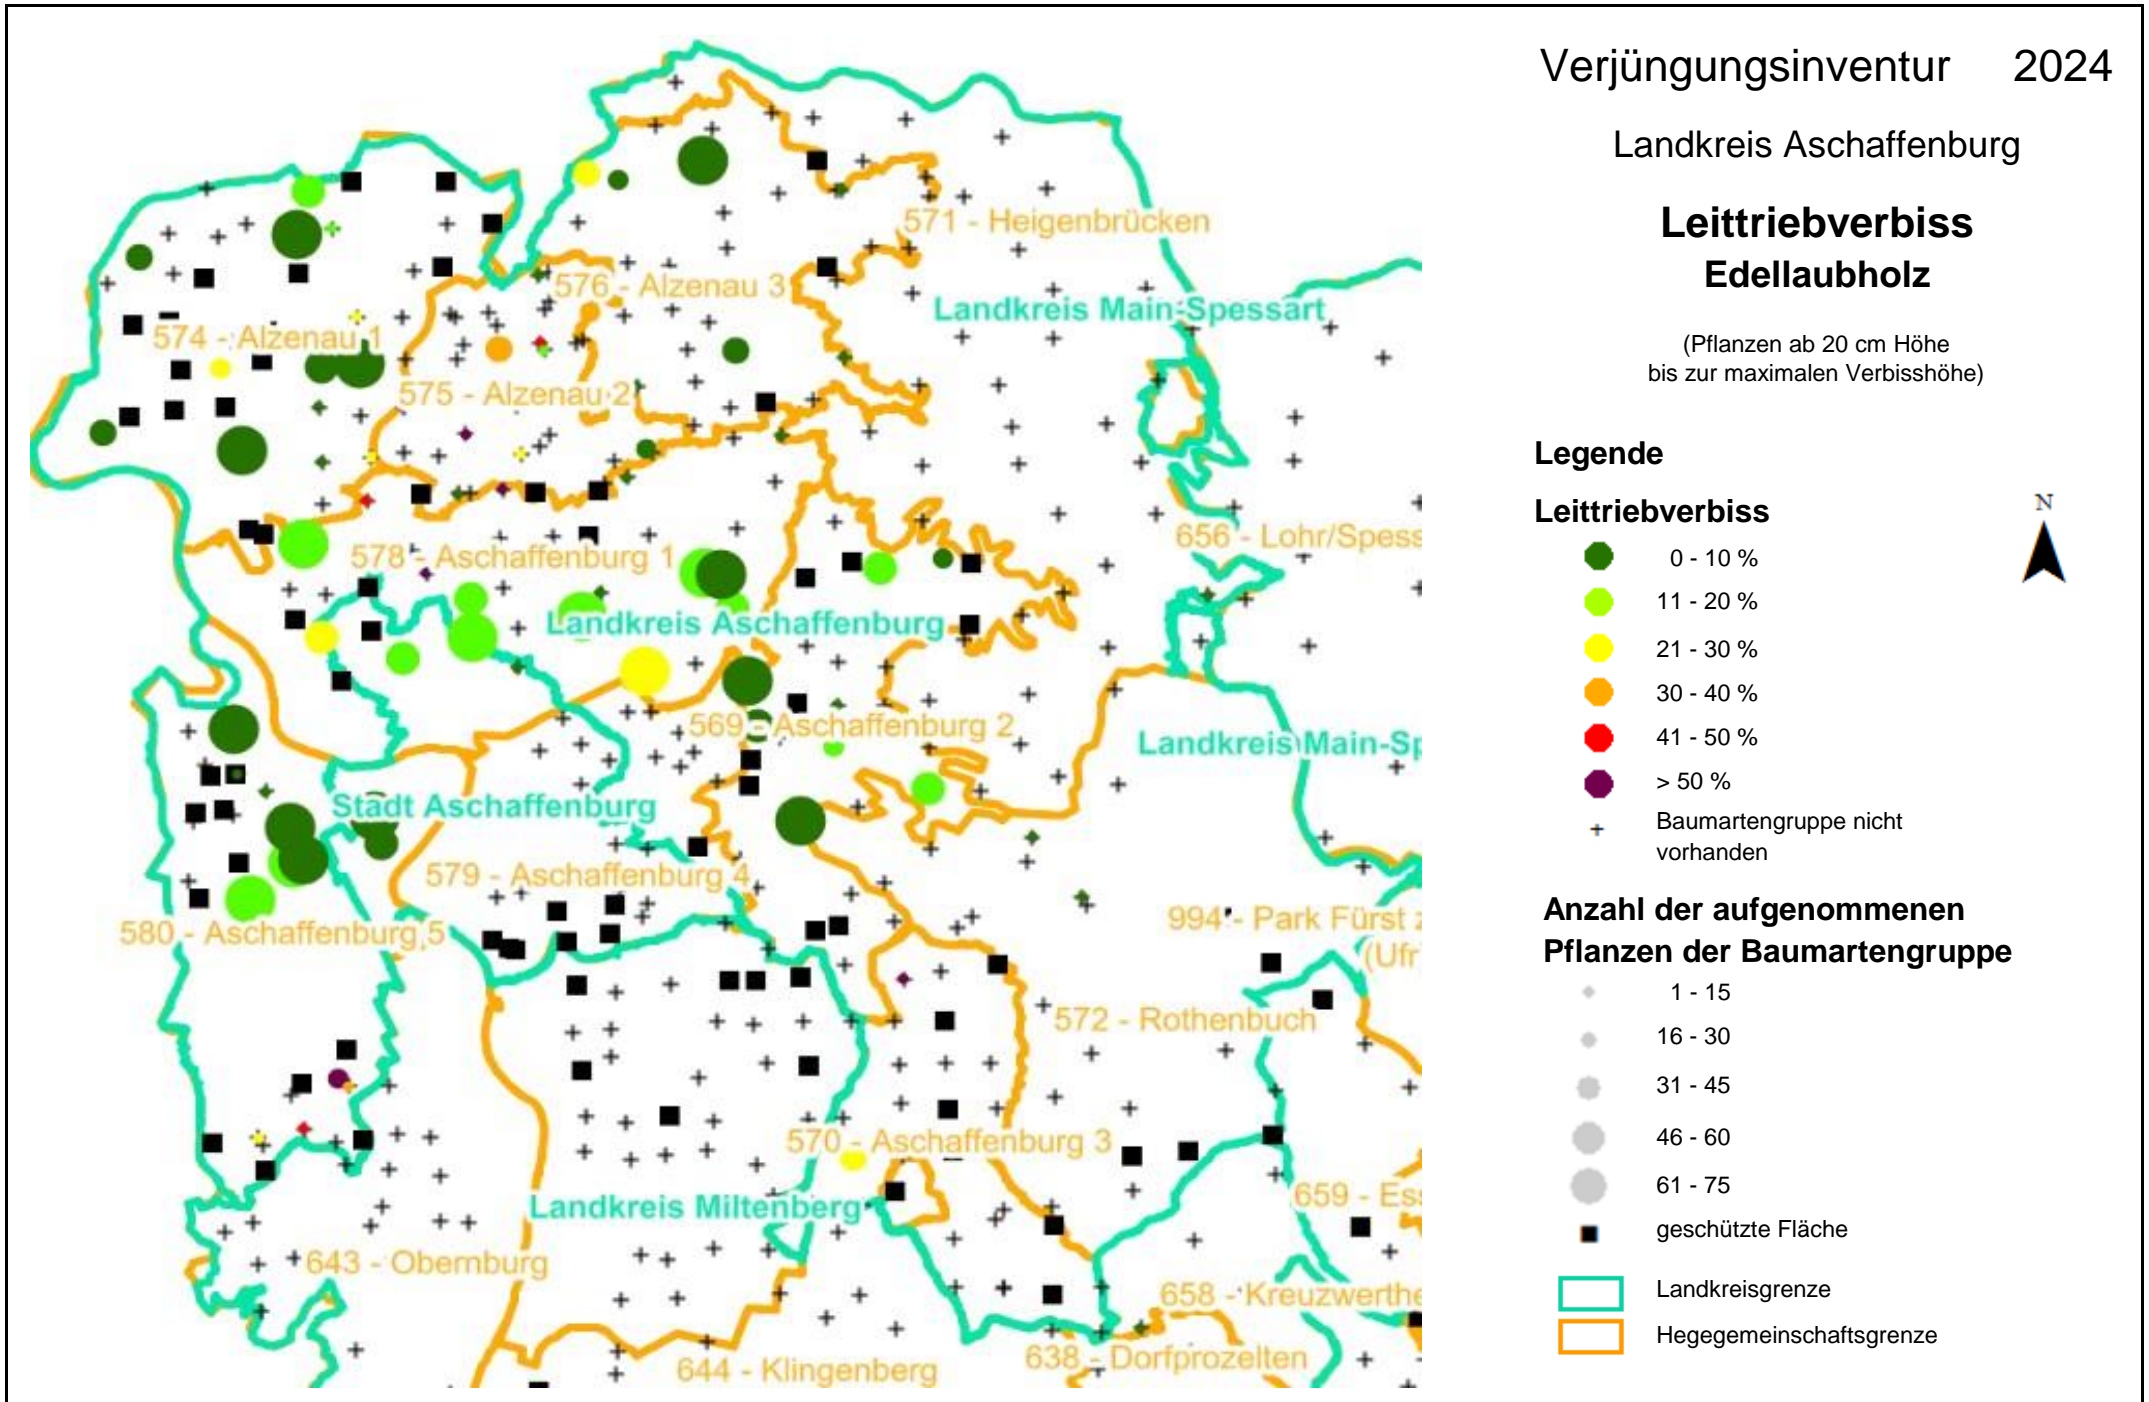 Verjüngungsinventur 2024
Landkreis Aschaffenburg
Leittriebverbiss
Edellaubholz
(Pflanzen ab 20 cm Höhe
bis zur maximalen Verbisshöhe)
Legende
Leittriebverbiss
0 - 10 %
11 - 20 %
21 - 30 %
30 - 40 %
41 - 50 %
> 50 %
Baumartengruppe nicht
vorhanden
Anzahl der aufgenommenen
Pflanzen der Baumartengruppe
1 - 15
16 - 30
31 - 45
46 - 60
61 - 75
geschützte Fläche
Landkreisgrenze
Hegegemeinschaftsgrenze
N
571 - Heigenbrücken
576 - Alzenau 3
Landkreis Main-Spessart
574 - Alzenau 1
575 - Alzenau 2
656 - Lohr/Spess
578 - Aschaffenburg 1
Landkreis Aschaffenburg
569 - Aschaffenburg 2
Landkreis Main-Sp
Stadt Aschaffenburg
579 - Aschaffenburg 4
580 - Aschaffenburg 5
994 - Park Fürst z
(Ufr
572 - Rothenbuch
570 - Aschaffenburg 3
Landkreis Miltenberg
659 - Ess
643 - Obernburg
658 - Kreuzwerthe
644 - Klingenberg
638 - Dorfprozelten